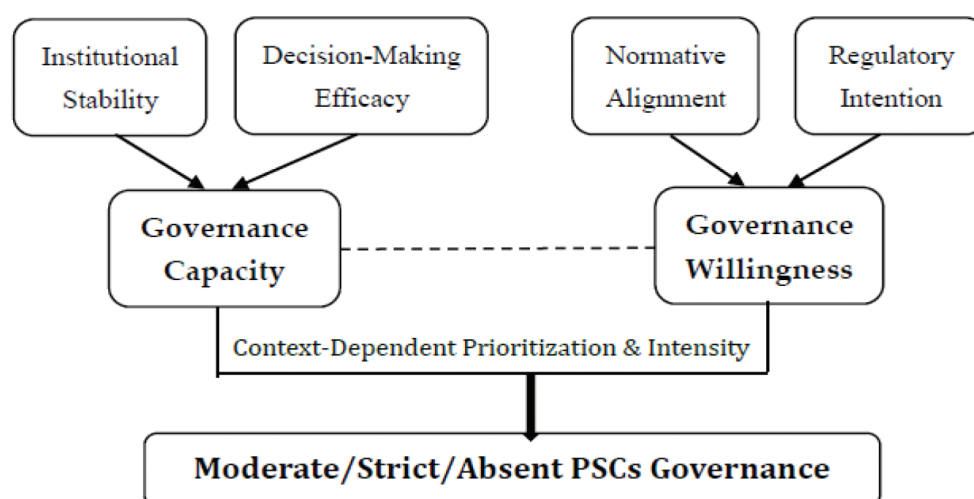 Institutional
Stability
Decision-Making
Efficacy
Normative
Alignment
Regulatory
Intention
Governance
Capacity
Governance
Willingness
Context-Dependent Prioritization & Intensity
Moderate/Strict/Absent PSCs Governance